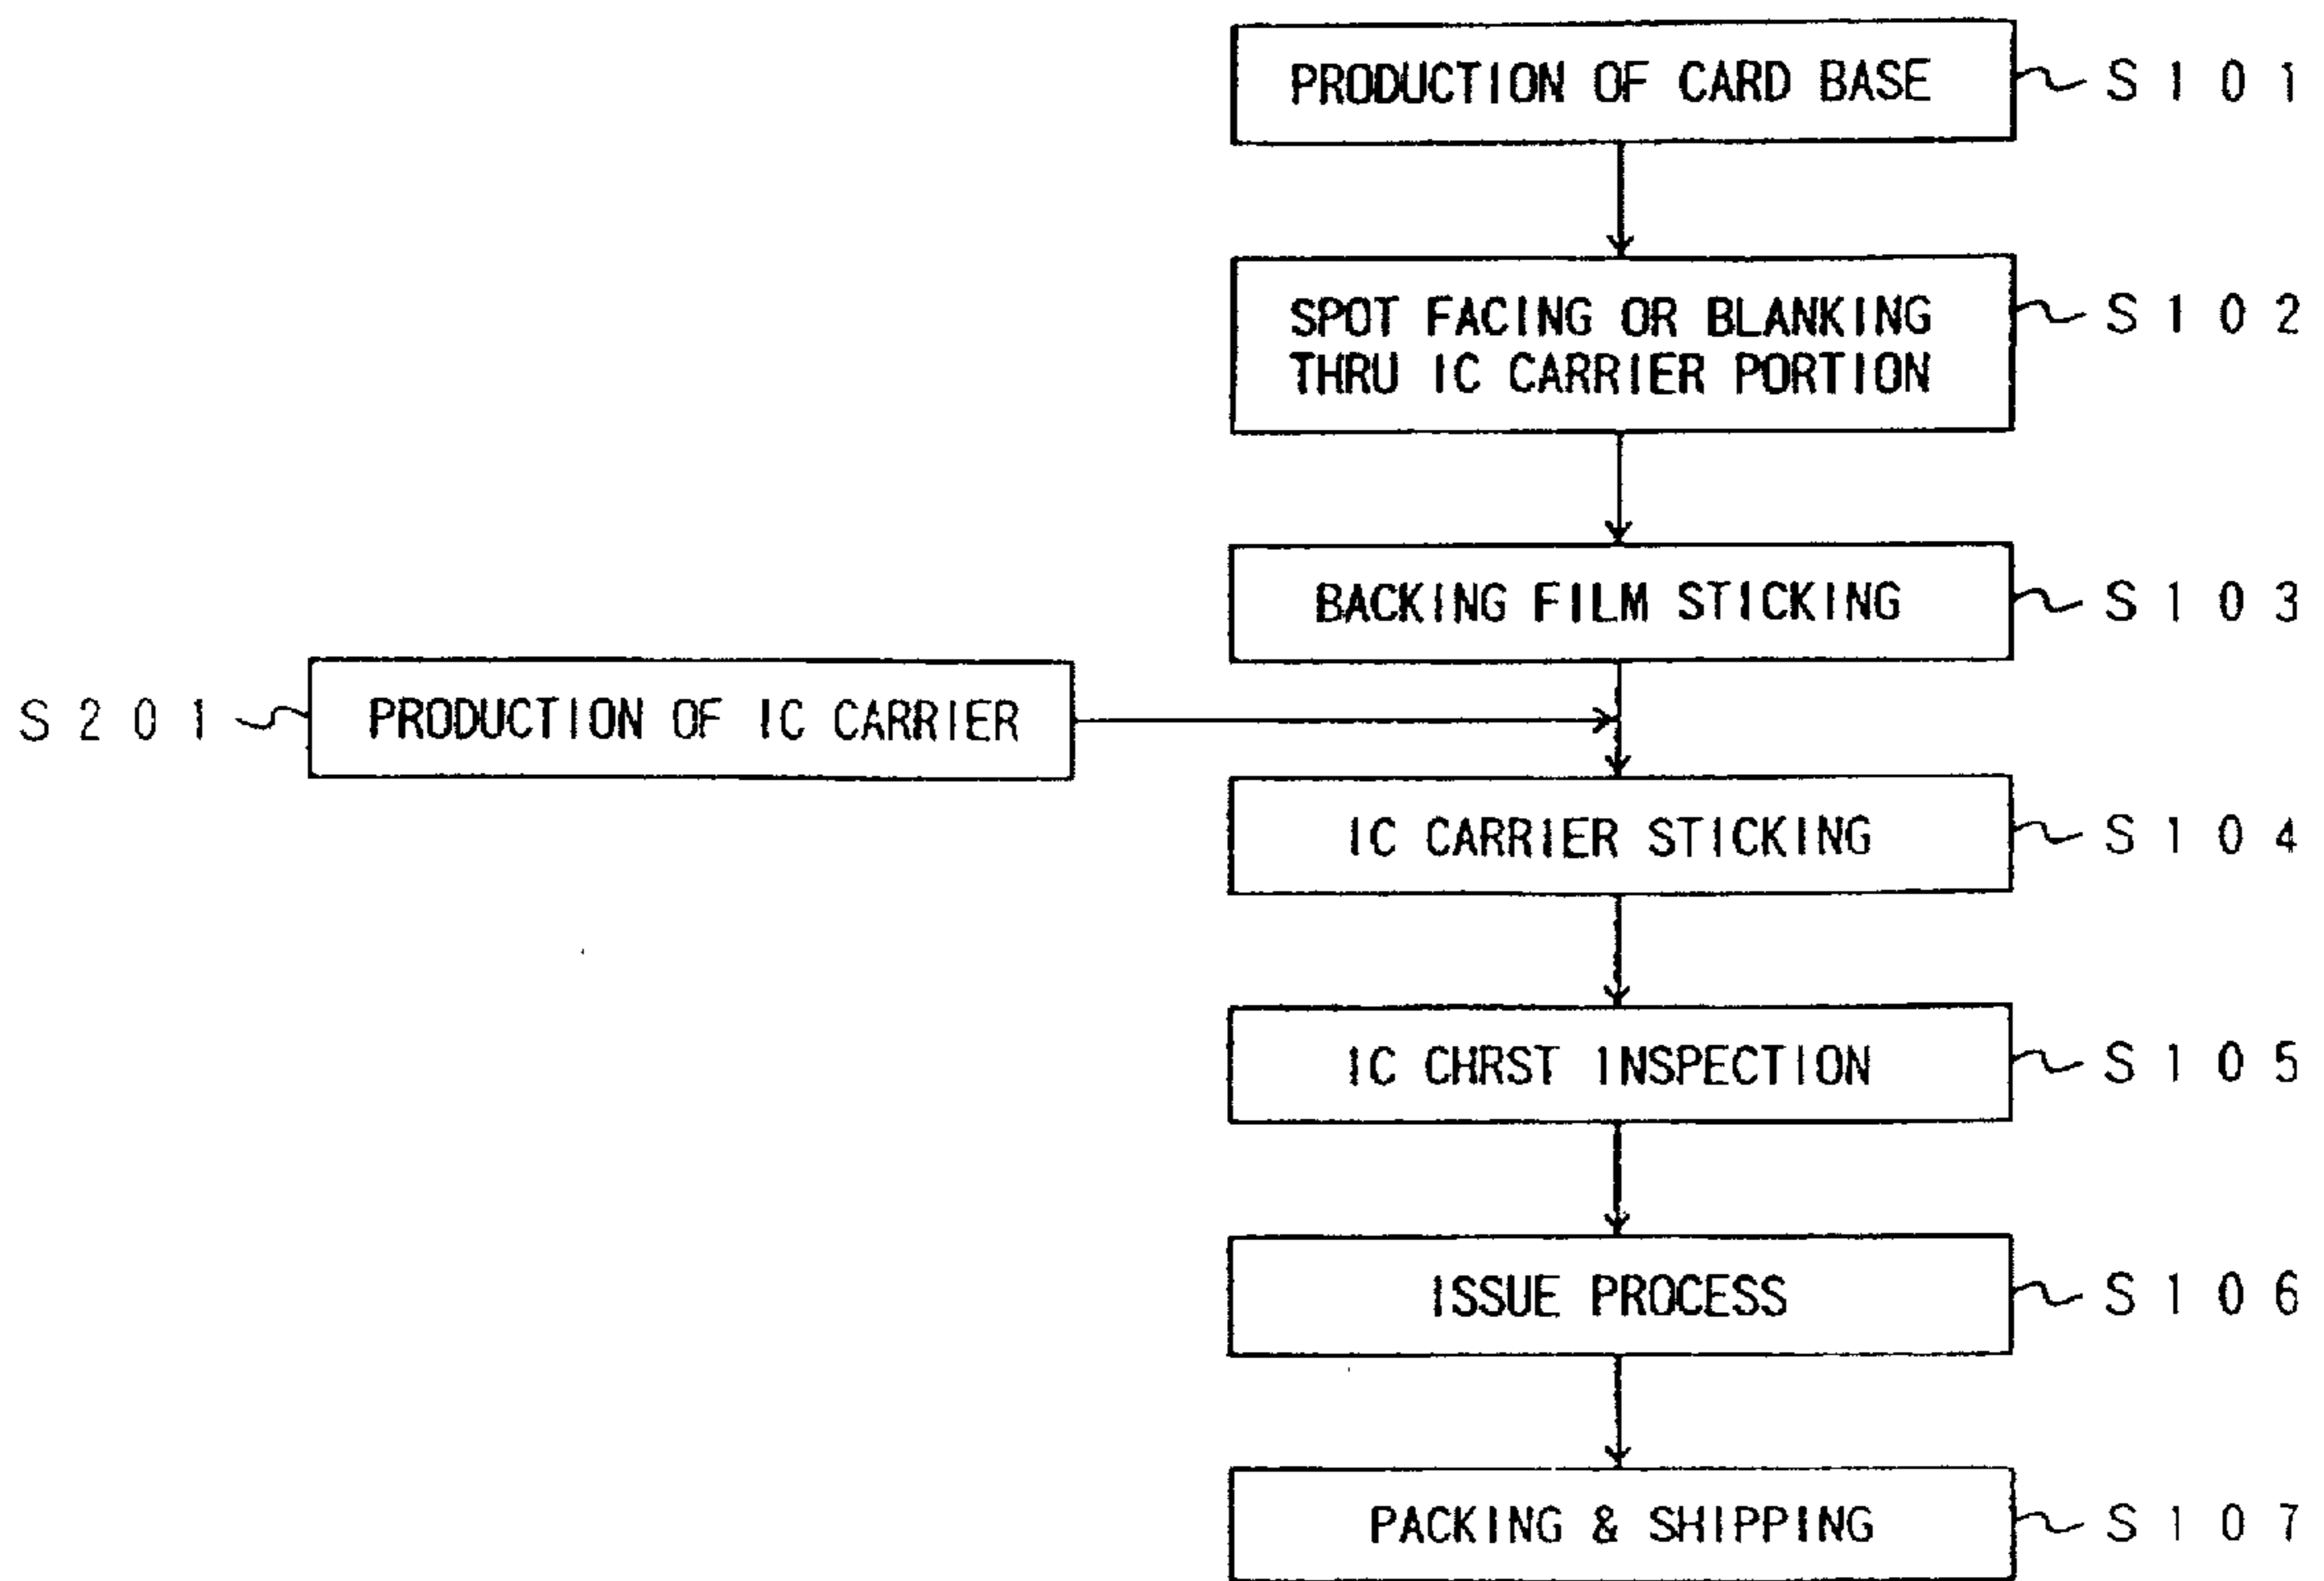 PRODUCTION OF CARD BASE S101
SPOT FACING OR BLANKING S102
THRU IC CARRIER PORTION
BACKING FILM STICKING S103
S201 PRODUCTION OF IC CARRIER
IC CARRIER STICKING S104
IC CHRST INSPECTION S105
ISSUE PROCESS S106
PACKING & SHIPPING S107